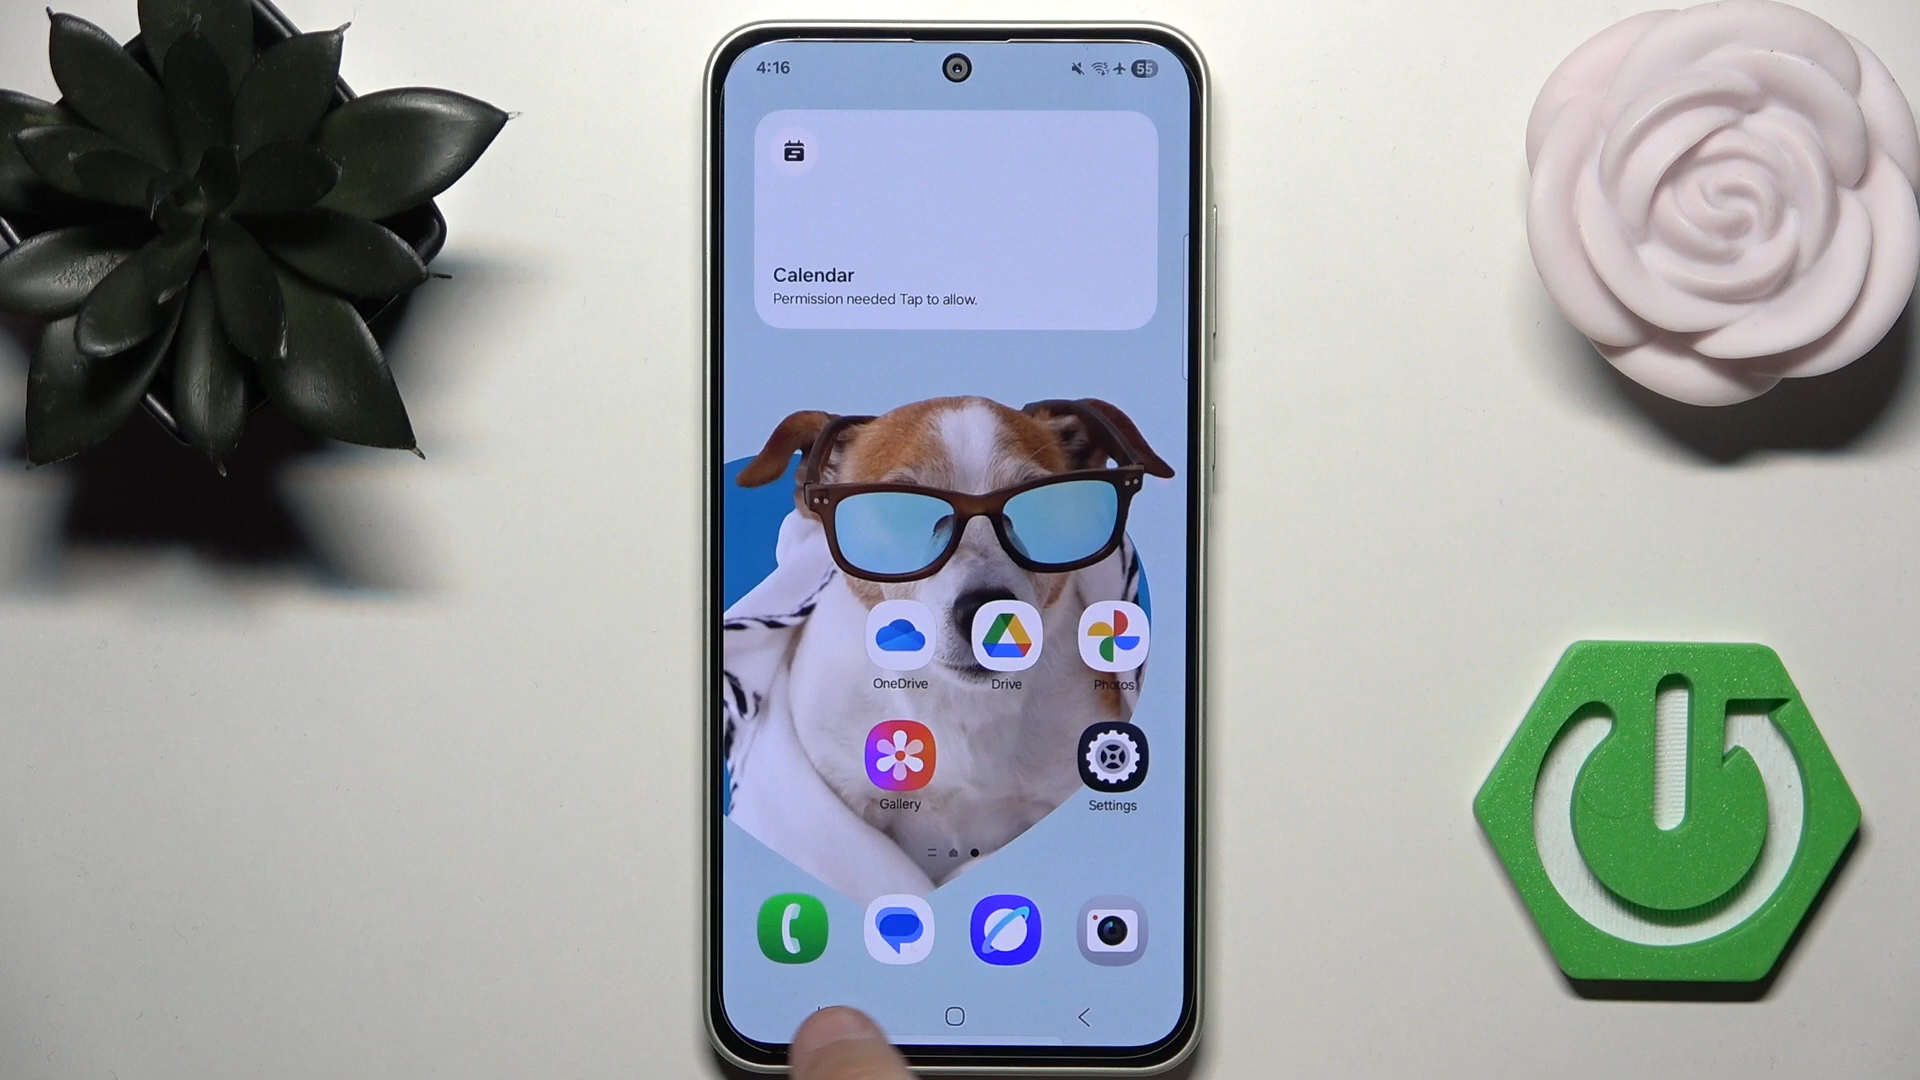 4:16
55
Calendar
Permission needed Tap to allow.
OneDrive
Drive
Photos
Gallery
Settings